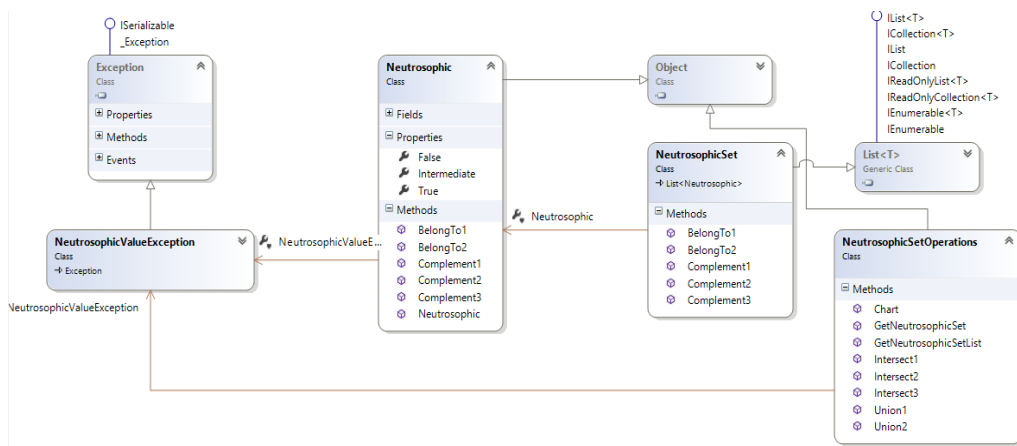 ISerializable
_Exception
Exception
Class
Properties
Methods
Events
NeutrosophicValueException
Class
Exception
NeutrosophicValueE...
NeutrosophicValueException
Neutrosophic
Class
Fields
Properties
False
Intermediate
True
Methods
BelongTo1
BelongTo2
Complement1
Complement2
Complement3
Neutrosophic
Neutrosophic
Object
Class
NeutrosophicSet
Class
List<Neutrosophic>
Methods
BelongTo1
BelongTo2
Complement1
Complement2
Complement3
IList<T>
ICollection<T>
IList
ICollection
IReadOnlyList<T>
IReadOnlyCollection<T>
IEnumerable<T>
IEnumerable
List<T>
Generic Class
NeutrosophicSetOperations
Class
Methods
Chart
GetNeutrosophicSet
GetNeutrosophicSetList
Intersect1
Intersect2
Intersect3
Union1
Union2